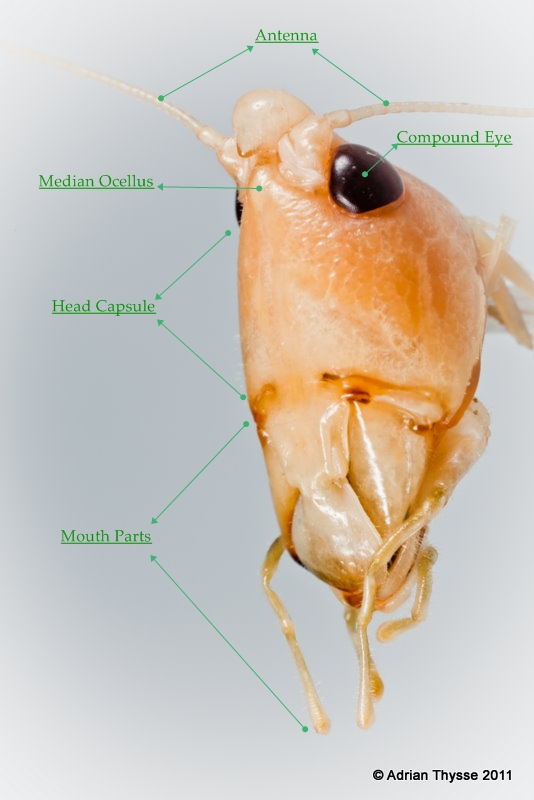 Antenna
Compound Eye
Median Ocellus
Head Capsule
Mouth Parts
© Adrian Thysse 2011